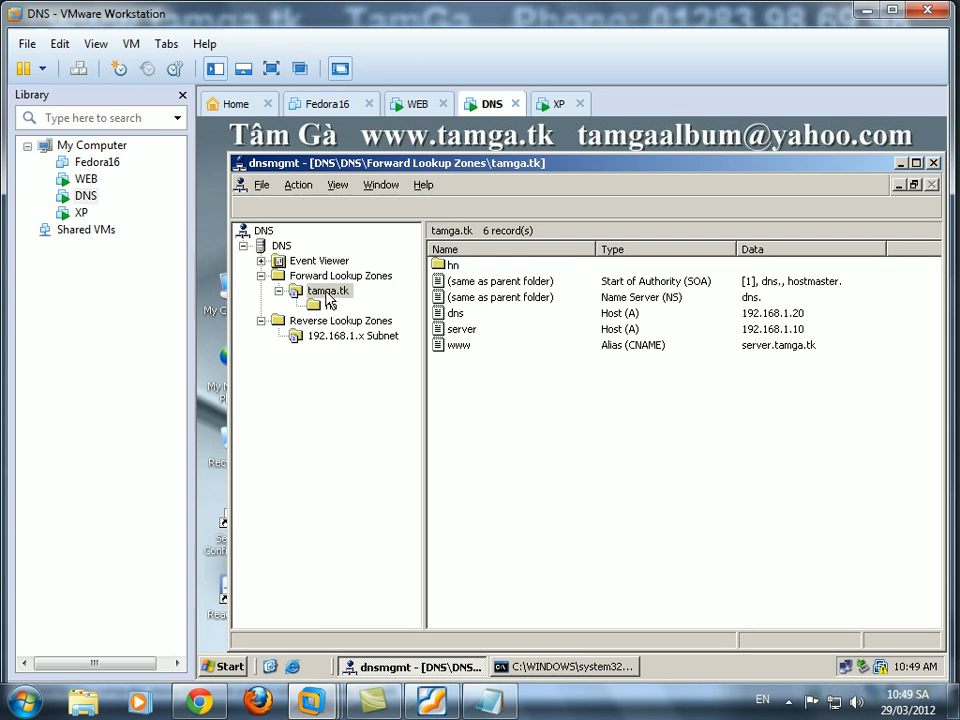 DNS - VMware Workstation
File Edit View VM Tabs Help
Library
Type here to search
My Computer
Fedora16
WEB
DNS
XP
Shared VMs
Home Fedora16 WEB DNS XP
Tâm Gà www.tamga.tk tamgaalbum@yahoo.com
dnsmgmt - [DNS\DNS\Forward Lookup Zones\tamga.tk]
File Action View Window Help
DNS
DNS
Event Viewer
Forward Lookup Zones
tamga.tk
Reverse Lookup Zones
192.168.1.x Subnet
tamga.tk 6 record(s)
Name Type Data
hn
(same as parent folder) Start of Authority (SOA) [1], dns., hostmaster.
(same as parent folder) Name Server (NS) dns.
dns Host (A) 192.168.1.20
server Host (A) 192.168.1.10
www Alias (CNAME) server.tamga.tk
Start dnsmgmt - [DNS\DNS... C:\WINDOWS\system32... 10:49 AM
EN 10:49 SA
29/03/2012